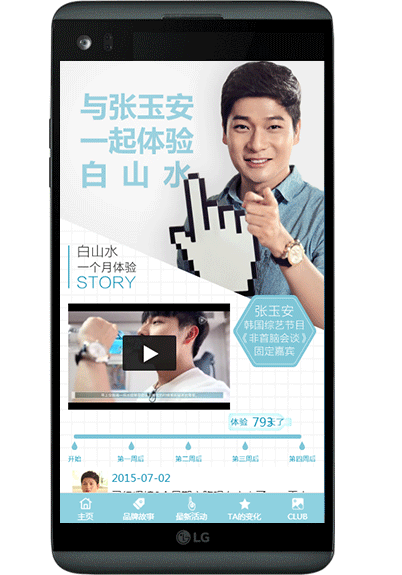 与张玉安
一起体验
白山水
白山水
一个月体验
STORY
张玉安
韩国综艺节目
《非首脑会谈》
固定嘉宾
体验 793天了
开始
第一周后
第二周后
第三周后
第四周后
2015-07-02
主页
品牌故事
最新活动
TA的变化
CLUB
LG